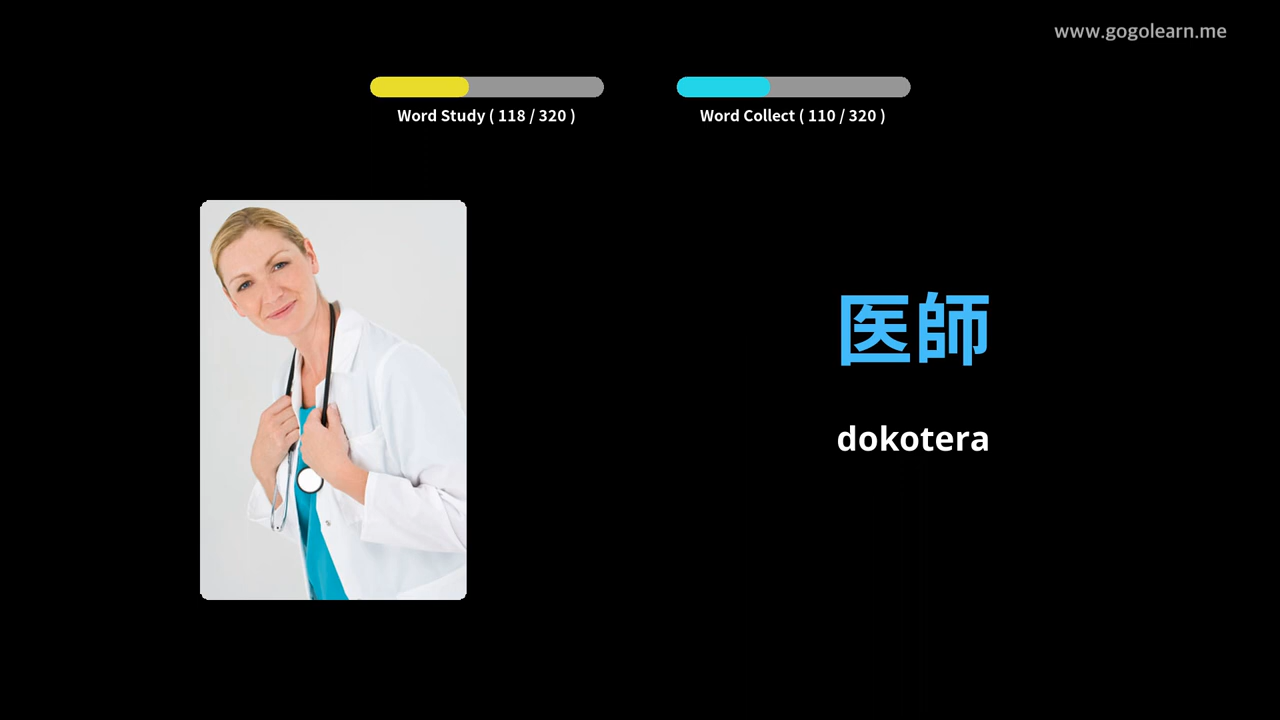 www.gogolearn.me
Word Study ( 118 / 320 )
Word Collect ( 110 / 320 )
医師
dokotera